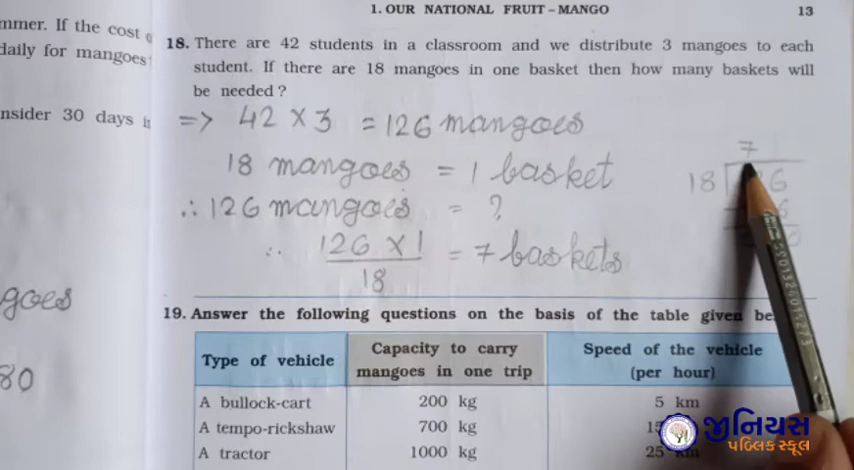 1. OUR NATIONAL FRUIT – MANGO 13
mmer. If the cost
daily for mangoes
nsider 30 days i
goes
80
18. There are 42 students in a classroom and we distribute 3 mangoes to each
student. If there are 18 mangoes in one basket then how many baskets will
be needed ?
=> 42 × 3 = 126 mangoes
18 mangoes = 1 basket
∴ 126 mangoes = ?
∴ 126 × 1
18
= 7 baskets
7
18
6
19. Answer the following questions on the basis of the table given be
Type of vehicle
Capacity to carry
mangoes in one trip
Speed of the vehicle
(per hour)
A bullock-cart 200 kg 5 km
A tempo-rickshaw 700 kg
A tractor 1000 kg 25 km
જીનિયસ
પબ્લિક સ્કૂલ